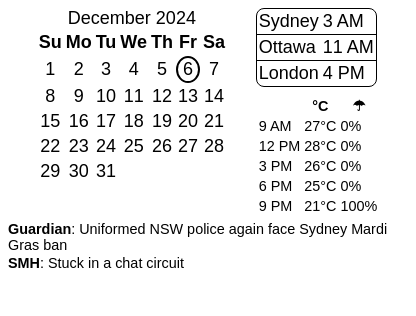 December 2024
Su Mo Tu We Th Fr Sa
1 2 3 4 5 6 7
8 9 10 11 12 13 14
15 16 17 18 19 20 21
22 23 24 25 26 27 28
29 30 31
Sydney 3 AM
Ottawa 11 AM
London 4 PM
°C ☂
9 AM 27°C 0%
12 PM 28°C 0%
3 PM 26°C 0%
6 PM 25°C 0%
9 PM 21°C 100%
Guardian: Uniformed NSW police again face Sydney Mardi
Gras ban
SMH: Stuck in a chat circuit